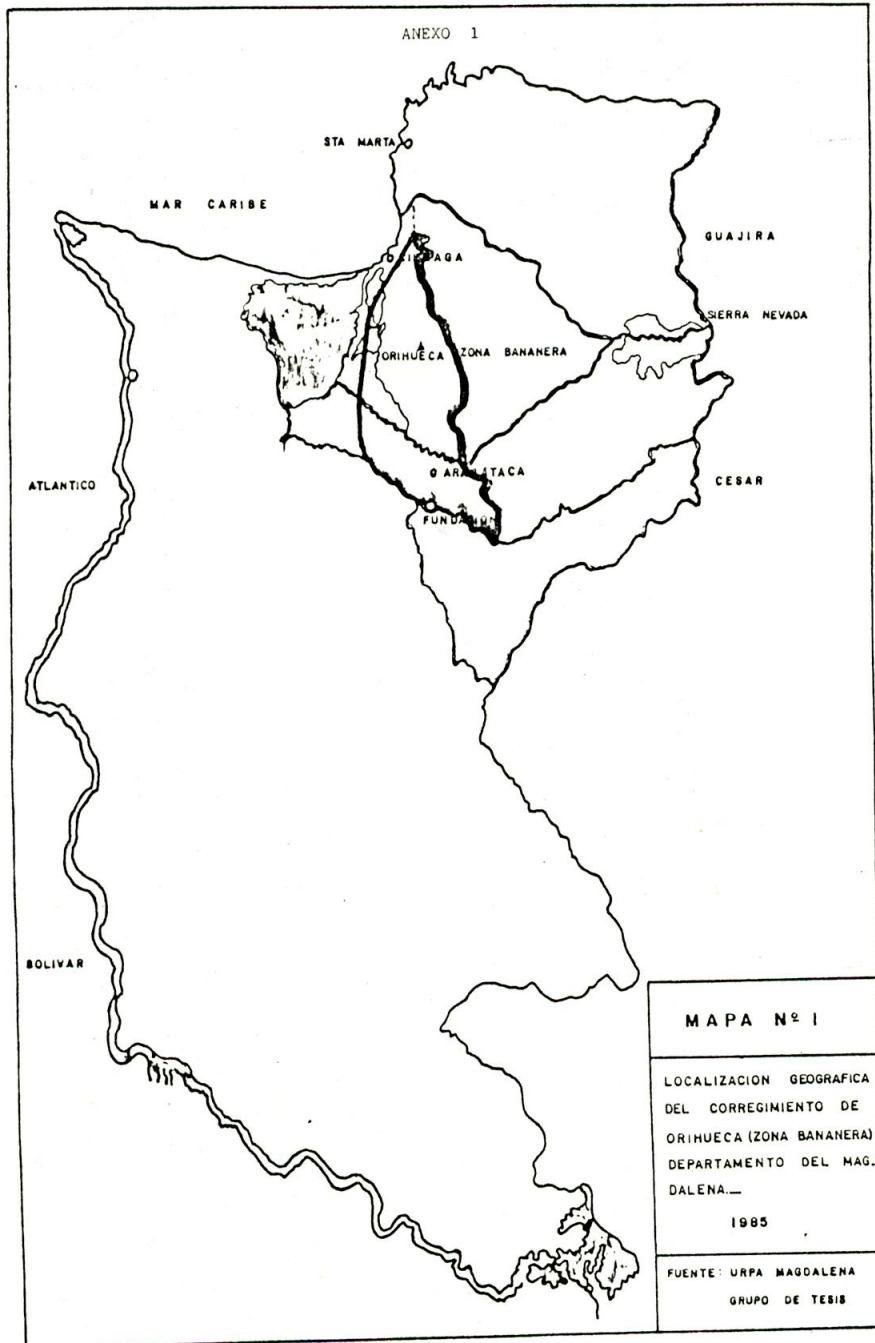 ANEXO 1
STA MARTA
MAR CARIBE
GUAJIRA
SIERRA NEVADA
ORIHUECA ZONA BANANERA
ATLANTICO
CESAR
FUNDACION
BOLIVAR
MAPA Nº 1
LOCALIZACION GEOGRAFICA
DEL CORREGIMIENTO DE
ORIHUECA (ZONA BANANERA)
DEPARTAMENTO DEL MAG.
DALENA._
1985
FUENTE: URPA MAGDALENA
GRUPO DE TESIS